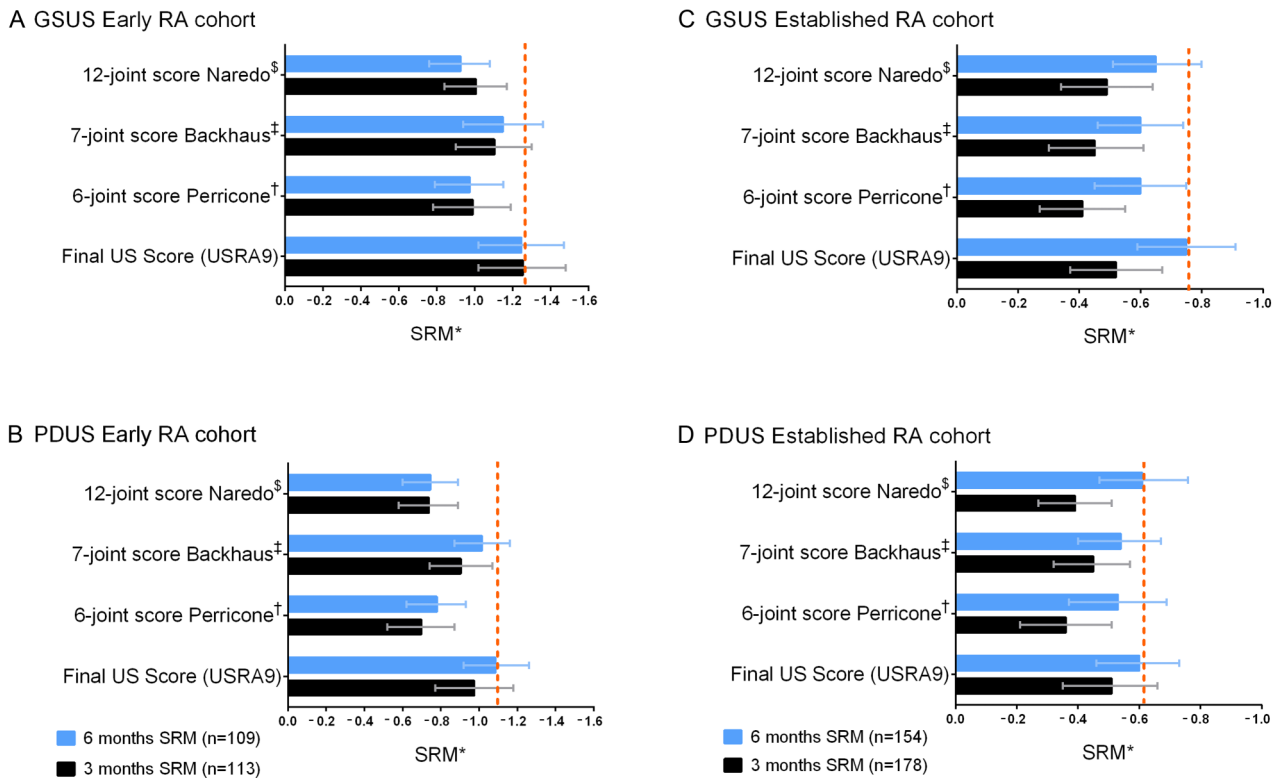 A GSUS Early RA cohort
12-joint score Naredo$
7-joint score Backhaus‡
6-joint score Perricone†
Final US Score (USRA9)
0.0 -0.2 -0.4 -0.6 -0.8 -1.0 -1.2 -1.4 -1.6
SRM*
C GSUS Established RA cohort
12-joint score Naredo$
7-joint score Backhaus‡
6-joint score Perricone†
Final US Score (USRA9)
0.0 -0.2 -0.4 -0.6 -0.8 -1.0
SRM*
B PDUS Early RA cohort
12-joint score Naredo$
7-joint score Backhaus‡
6-joint score Perricone†
Final US Score (USRA9)
0.0 -0.2 -0.4 -0.6 -0.8 -1.0 -1.2 -1.4 -1.6
6 months SRM (n=109)
3 months SRM (n=113)
SRM*
D PDUS Established RA cohort
12-joint score Naredo$
7-joint score Backhaus‡
6-joint score Perricone†
Final US Score (USRA9)
0.0 -0.2 -0.4 -0.6 -0.8 -1.0
6 months SRM (n=154)
3 months SRM (n=178)
SRM*